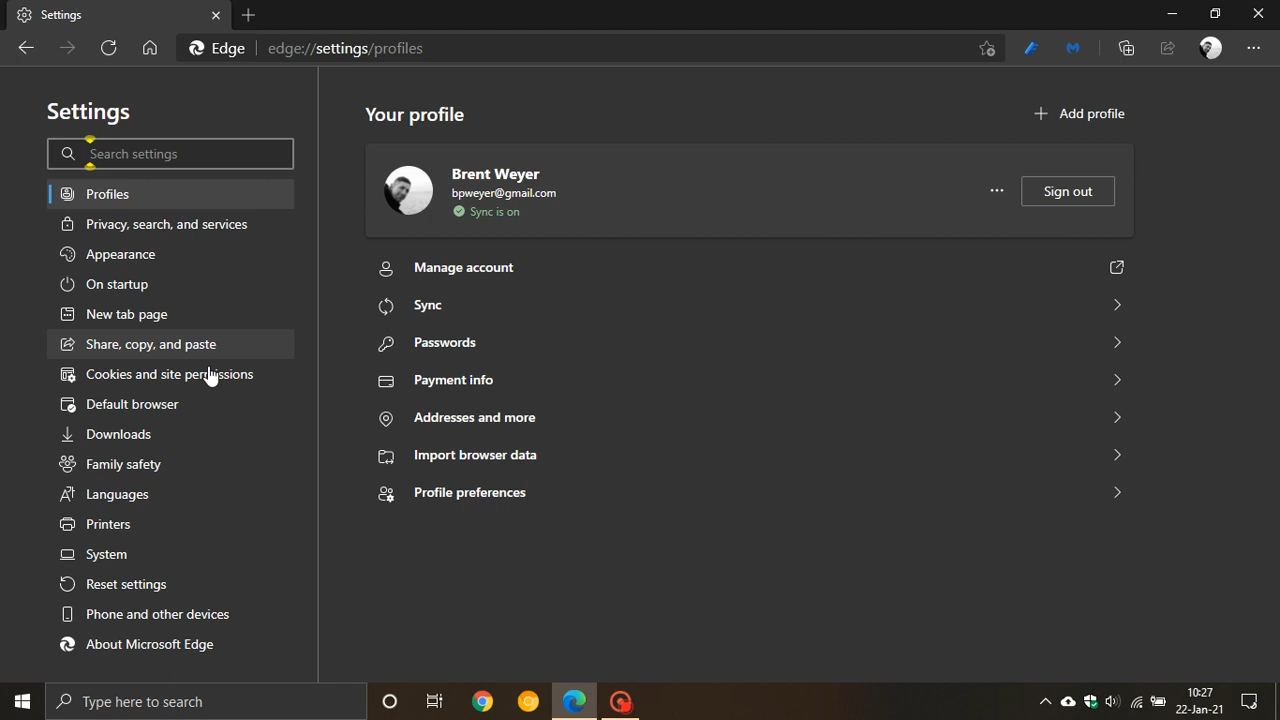 Settings
Edge
edge://settings/profiles
Settings
Search settings
Profiles
Privacy, search, and services
Appearance
On startup
New tab page
Share, copy, and paste
Cookies and site permissions
Default browser
Downloads
Family safety
Languages
Printers
System
Reset settings
Phone and other devices
About Microsoft Edge
Your profile
Add profile
Brent Weyer
bpweyer@gmail.com
Sync is on
Sign out
Manage account
Sync
Passwords
Payment info
Addresses and more
Import browser data
Profile preferences
Type here to search
10:27
22-Jan-21